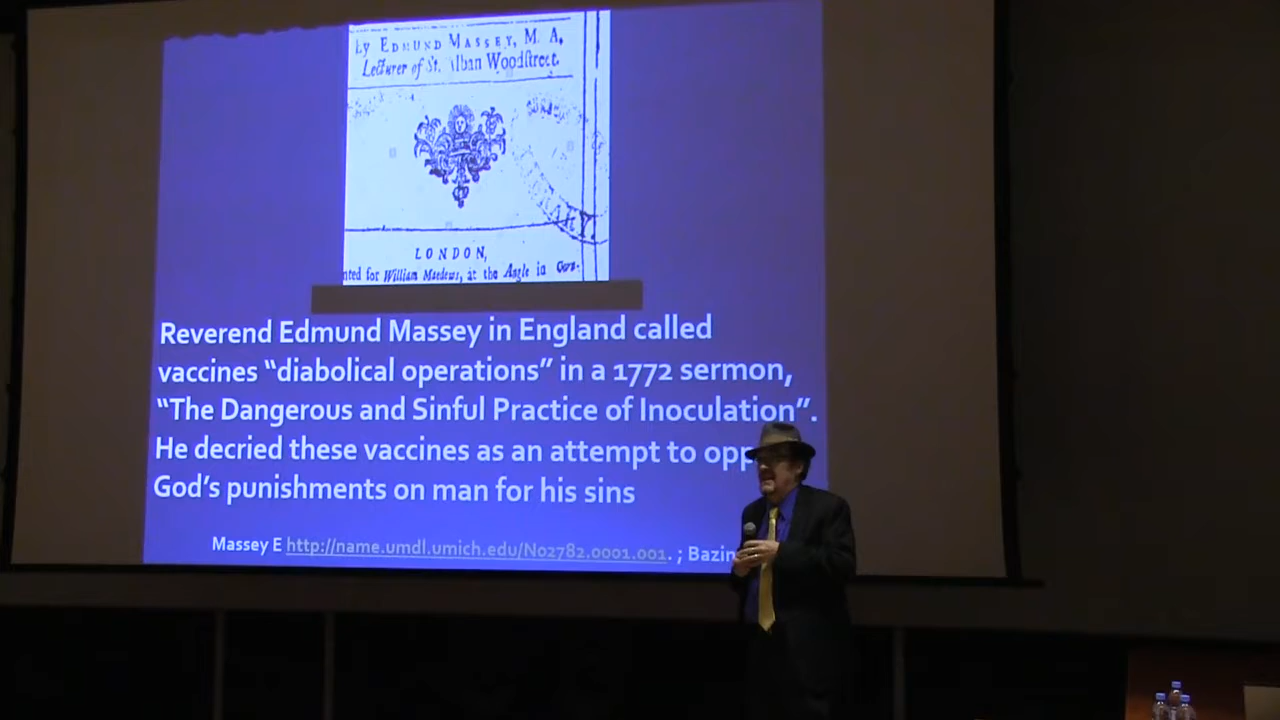 by EDMUND MASSEY, M. A,
Lecturer of St. Alban Woodstreet.
LONDON,
nted for William Meadows, at the Angle in Corn-
Reverend Edmund Massey in England called
vaccines “diabolical operations” in a 1772 sermon,
“The Dangerous and Sinful Practice of Inoculation”.
He decried these vaccines as an attempt to opp
God's punishments on man for his sins
Massey E http://name.umdl.umich.edu/N02782.0001.001. ; Bazin